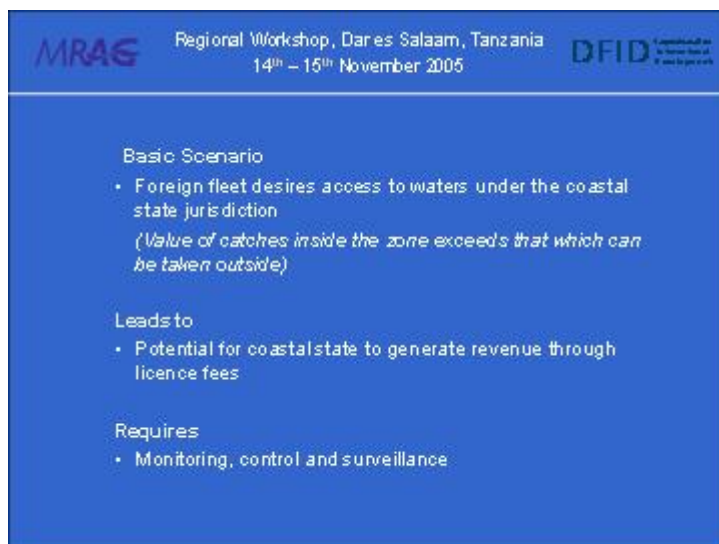 MRAG
Regional Workshop, Dar es Salaam, Tanzania
14th – 15th November 2005
DFID
Basic Scenario
• Foreign fleet desires access to waters under the coastal
state jurisdiction
(Value of catches inside the zone exceeds that which can
be taken outside)
Leads to
• Potential for coastal state to generate revenue through
licence fees
Requires
• Monitoring, control and surveillance